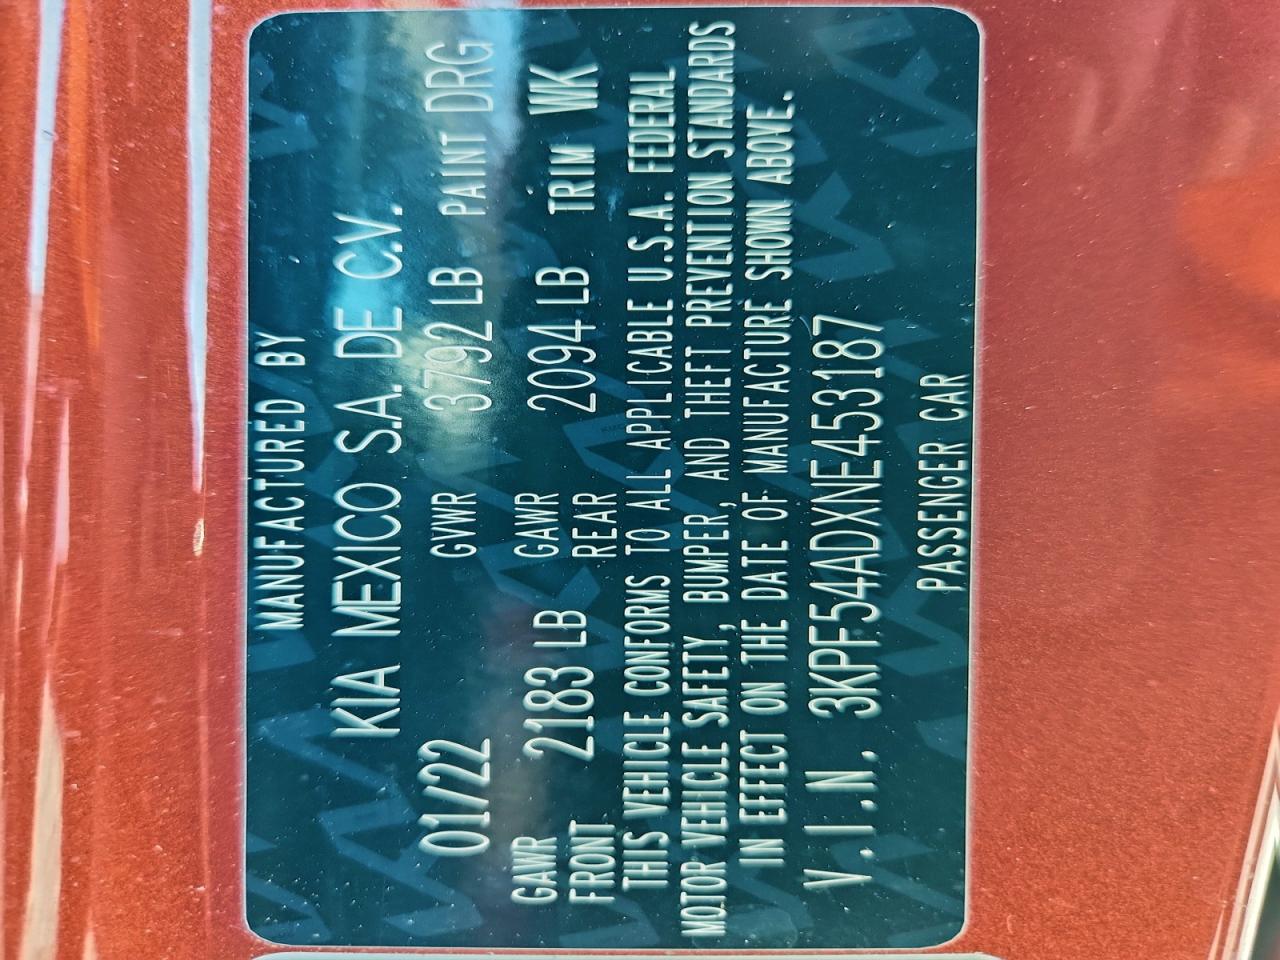 MANUFACTURED BY
KIA MEXICO S.A. DE C.V.
01/22 GVWR 3792 LB PAINT DRG
GAWR FRONT 2183 LB GAWR REAR 2094 LB TRIM WK
THIS VEHICLE CONFORMS TO ALL APPLICABLE U.S.A. FEDERAL
MOTOR VEHICLE SAFETY, BUMPER, AND THEFT PREVENTION STANDARDS
IN EFFECT ON THE DATE OF MANUFACTURE SHOWN ABOVE.
V.I.N. 3KPF54ADXNE453187
PASSENGER CAR